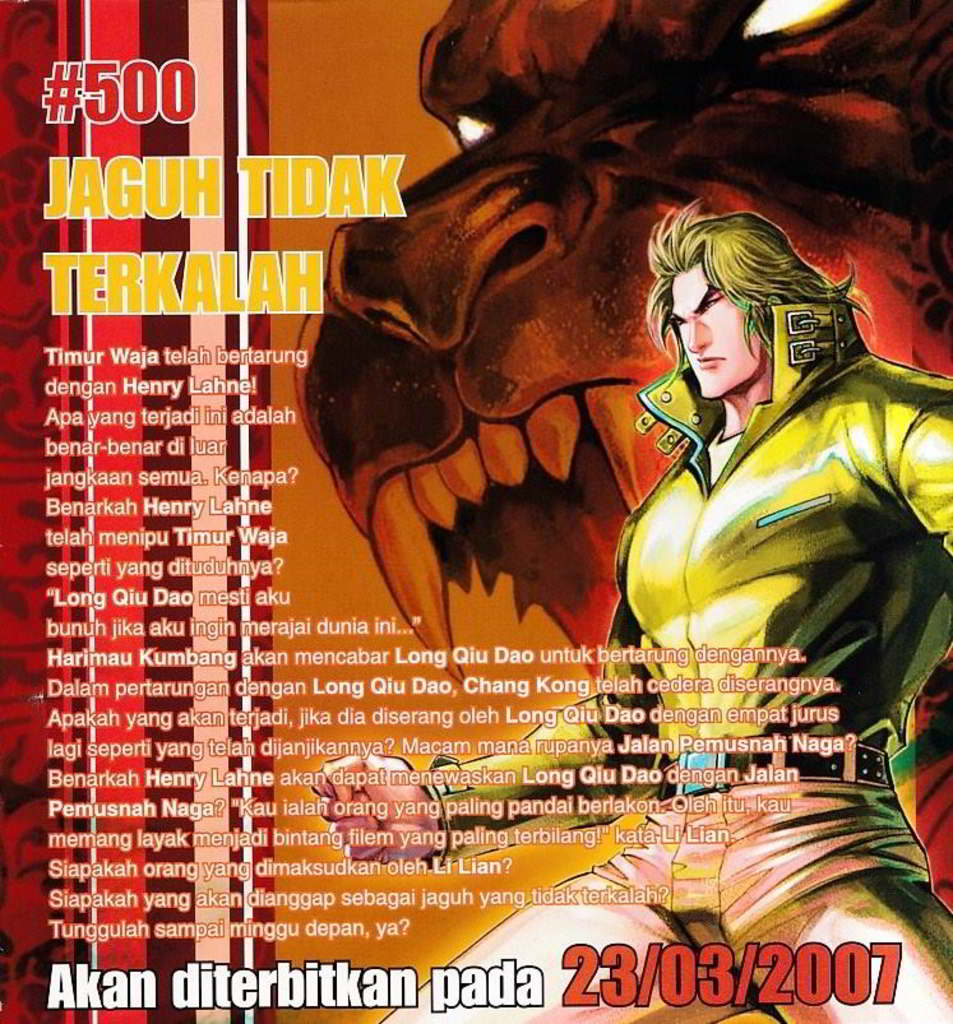 #500
JAGUH TIDAK
TERKALAH
Timur Waja telah bertarung
dengan Henry Lahne!
Apa yang terjadi ini adalah
benar-benar di luar
jangkaan semua. Kenapa?
Benarkah Henry Lahne
telah menipu Timur Waja
seperti yang dituduhnya?
"Long Qiu Dao mesti aku
bunuh jika aku ingin merajai dunia ini..."
Harimau Kumbang akan mencabar Long Qiu Dao untuk bertarung dengannya.
Dalam pertarungan dengan Long Qiu Dao, Chang Kong telah cedera diserangnya.
Apakah yang akan terjadi, jika dia diserang oleh Long Qiu Dao dengan empat jurus
lagi seperti yang telah dijanjikannya? Macam mana rupanya Jalan Pemusnah Naga?
Benarkah Henry Lahne akan dapat menewaskan Long Qiu Dao dengan Jalan
Pemusnah Naga? "Kau ialah orang yang paling pandai berlakon. Oleh itu, kau
memang layak menjadi bintang filem yang paling terbilang!" kata Li Lian.
Siapakah orang yang dimaksudkan oleh Li Lian?
Siapakah yang akan dianggap sebagai jaguh yang tidak terkalah?
Tunggulah sampai minggu depan, ya?
Akan diterbitkan pada 23/03/2007